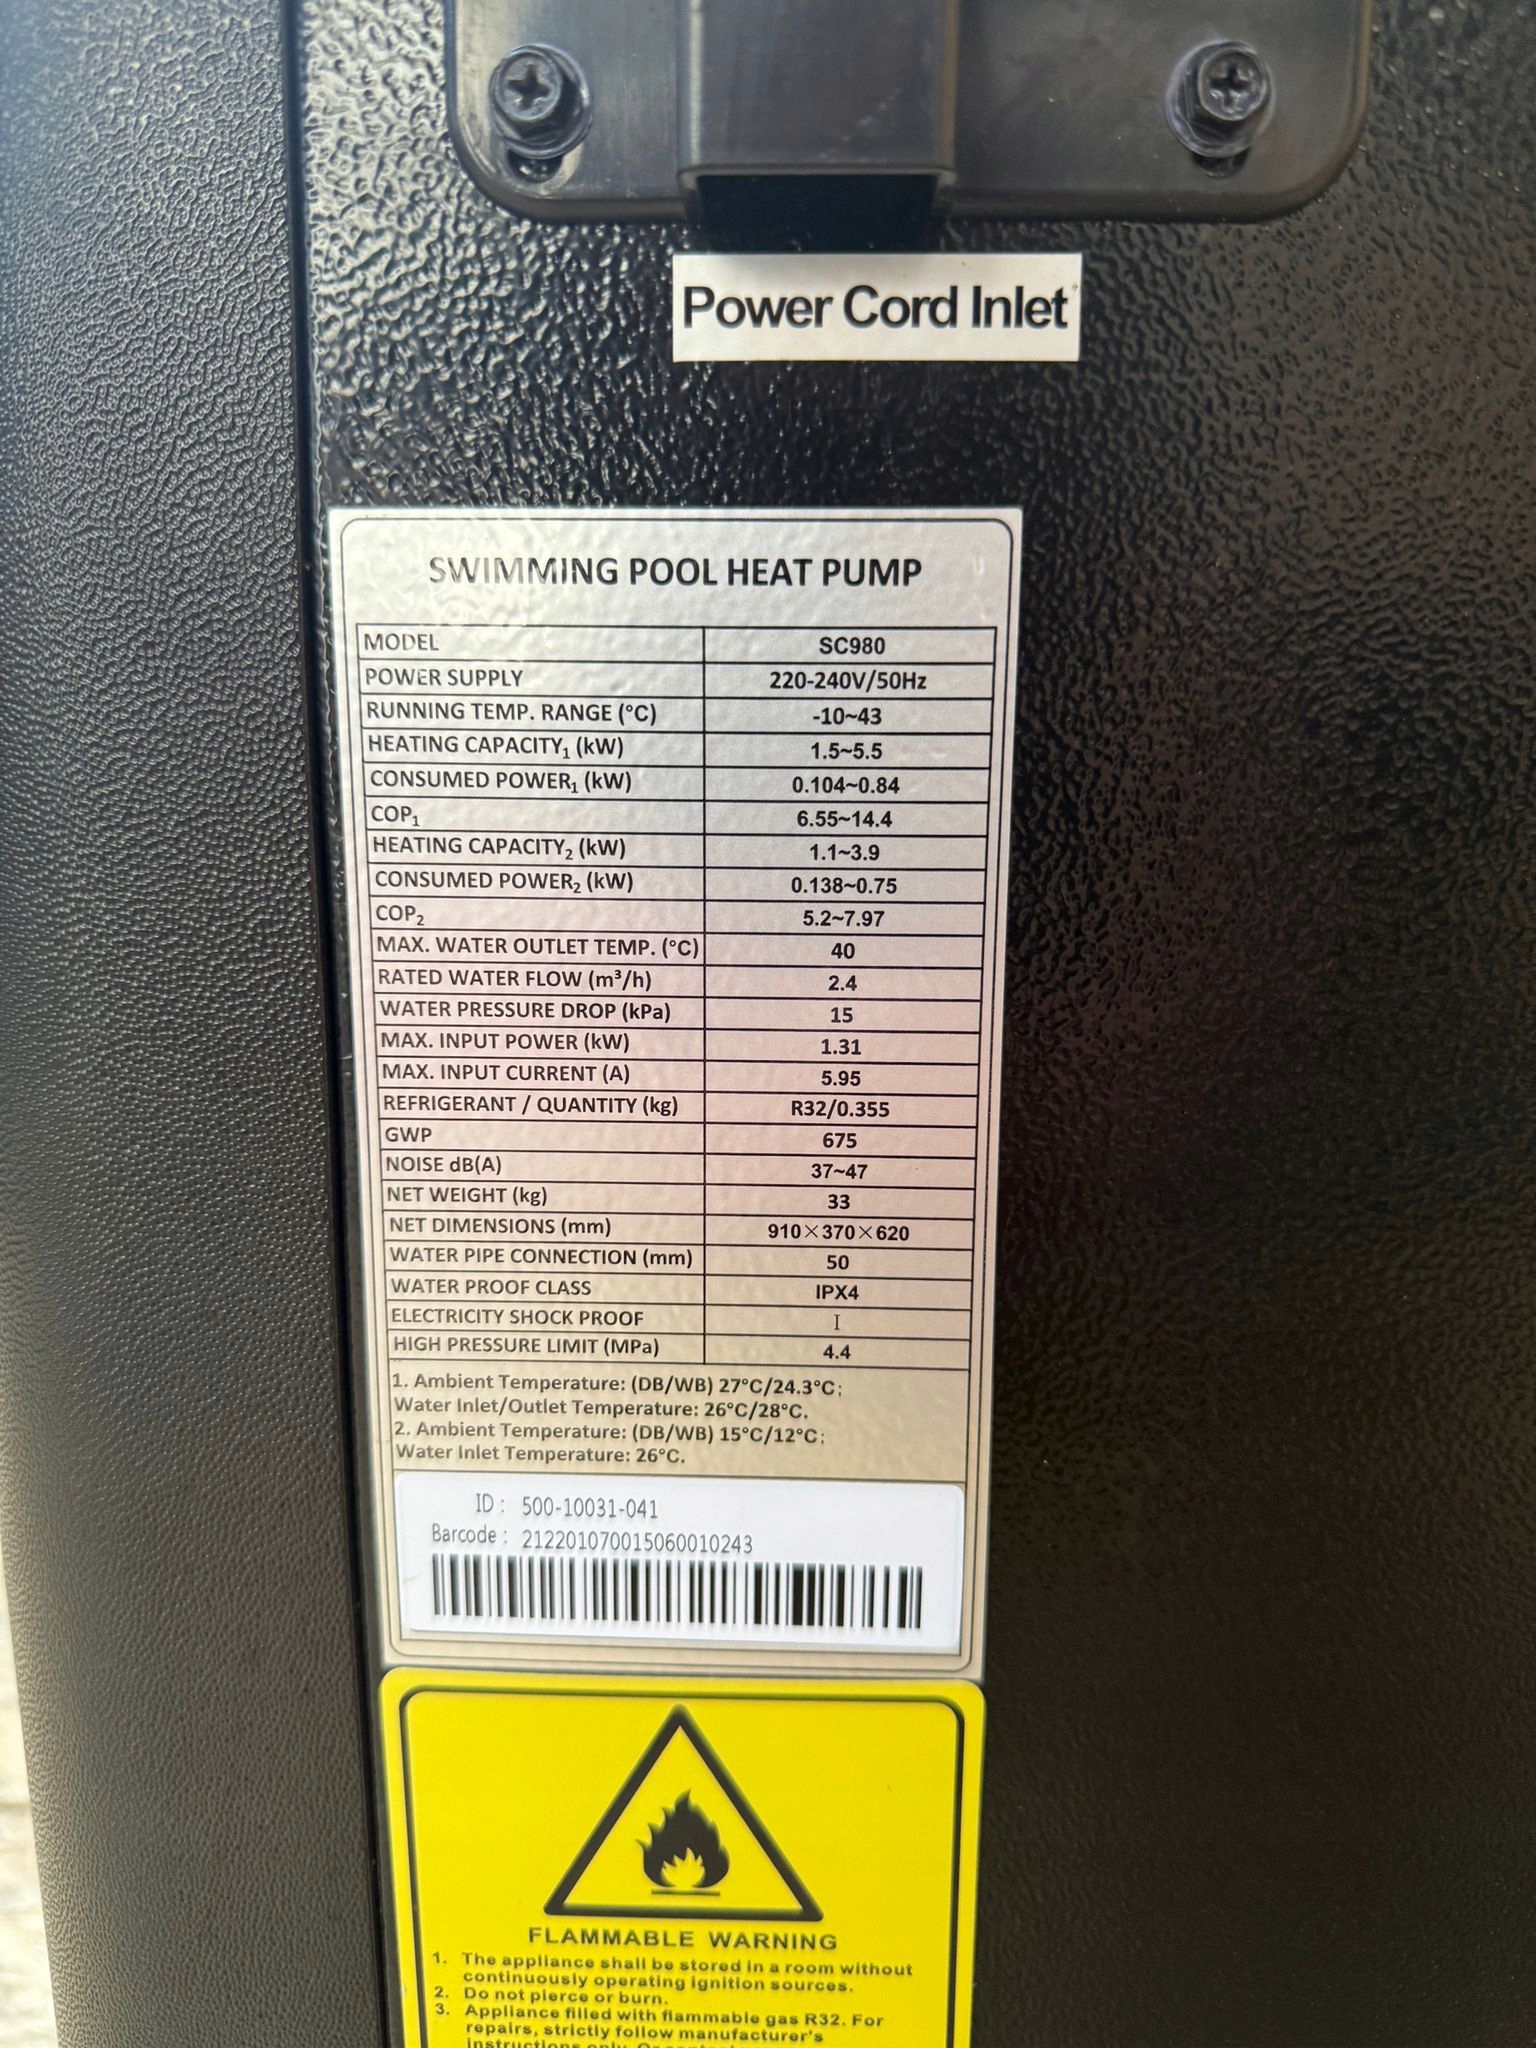 Power Cord Inlet
SWIMMING POOL HEAT PUMP
MODEL SC980
POWER SUPPLY 220-240V/50Hz
RUNNING TEMP. RANGE (°C) -10~43
HEATING CAPACITY₁ (kW) 1.5~5.5
CONSUMED POWER₁ (kW) 0.104~0.84
COP₁ 6.55~14.4
HEATING CAPACITY₂ (kW) 1.1~3.9
CONSUMED POWER₂ (kW) 0.138~0.75
COP₂ 5.2~7.97
MAX. WATER OUTLET TEMP. (°C) 40
RATED WATER FLOW (m³/h) 2.4
WATER PRESSURE DROP (kPa) 15
MAX. INPUT POWER (kW) 1.31
MAX. INPUT CURRENT (A) 5.95
REFRIGERANT / QUANTITY (kg) R32/0.355
GWP 675
NOISE dB(A) 37~47
NET WEIGHT (kg) 33
NET DIMENSIONS (mm) 910×370×620
WATER PIPE CONNECTION (mm) 50
WATER PROOF CLASS IPX4
ELECTRICITY SHOCK PROOF I
HIGH PRESSURE LIMIT (MPa) 4.4
1. Ambient Temperature: (DB/WB) 27°C/24.3°C;
Water Inlet/Outlet Temperature: 26°C/28°C.
2. Ambient Temperature: (DB/WB) 15°C/12°C;
Water Inlet Temperature: 26°C.
ID : 500-10031-041
Barcode : 212201070015060010243
FLAMMABLE WARNING
1. The appliance shall be stored in a room without
continuously operating ignition sources.
2. Do not pierce or burn.
3. Appliance filled with flammable gas R32. For
repairs, strictly follow manufacturer's
instructions only.